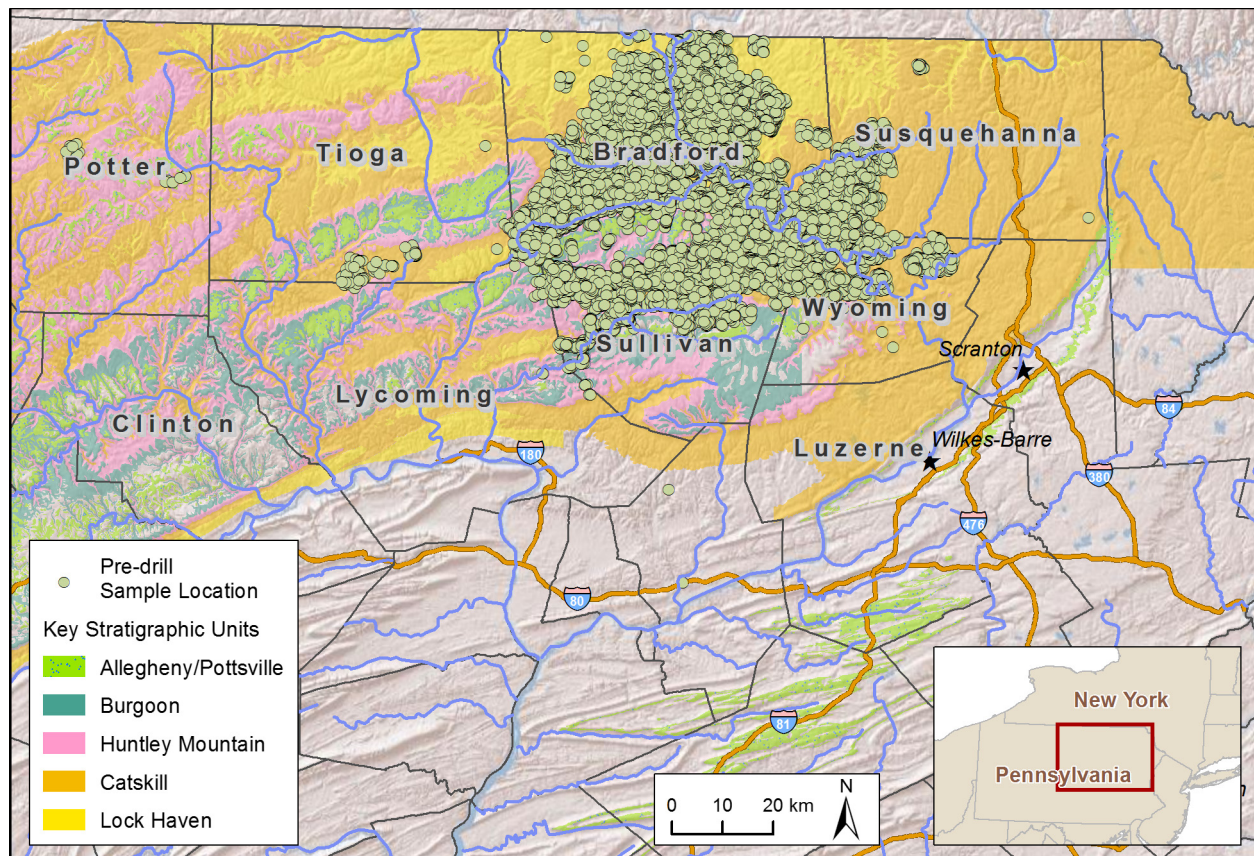 Potter
Tioga
Bradford
Susquehanna
Wyoming
Sullivan
Scranton
Lycoming
Clinton
Luzerne
Wilkes-Barre
84
180
380
476
80
81
Pre-drill
Sample Location
Key Stratigraphic Units
Allegheny/Pottsville
Burgoon
Huntley Mountain
Catskill
Lock Haven
N
0 10 20 km
New York
Pennsylvania